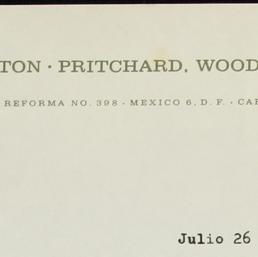 TON · PRITCHARD, WOOD
REFORMA NO. 398 · MEXICO 6, D. F. · CA
Julio 26